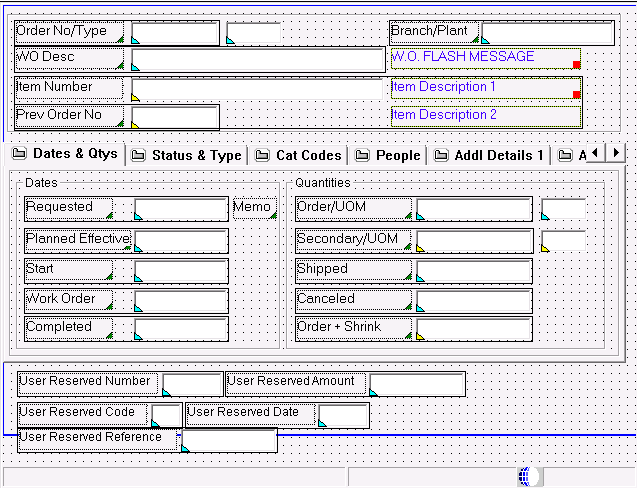 Order No/Type Branch/Plant
WO Desc W.O. FLASH MESSAGE
Item Number Item Description 1
Prev Order No Item Description 2
Dates & Qtys Status & Type Cat Codes People Addl Details 1 A
Dates Quantities
Requested Memo Order/UOM
Planned Effective Secondary/UOM
Start Shipped
Work Order Canceled
Completed Order + Shrink
User Reserved Number User Reserved Amount
User Reserved Code User Reserved Date
User Reserved Reference